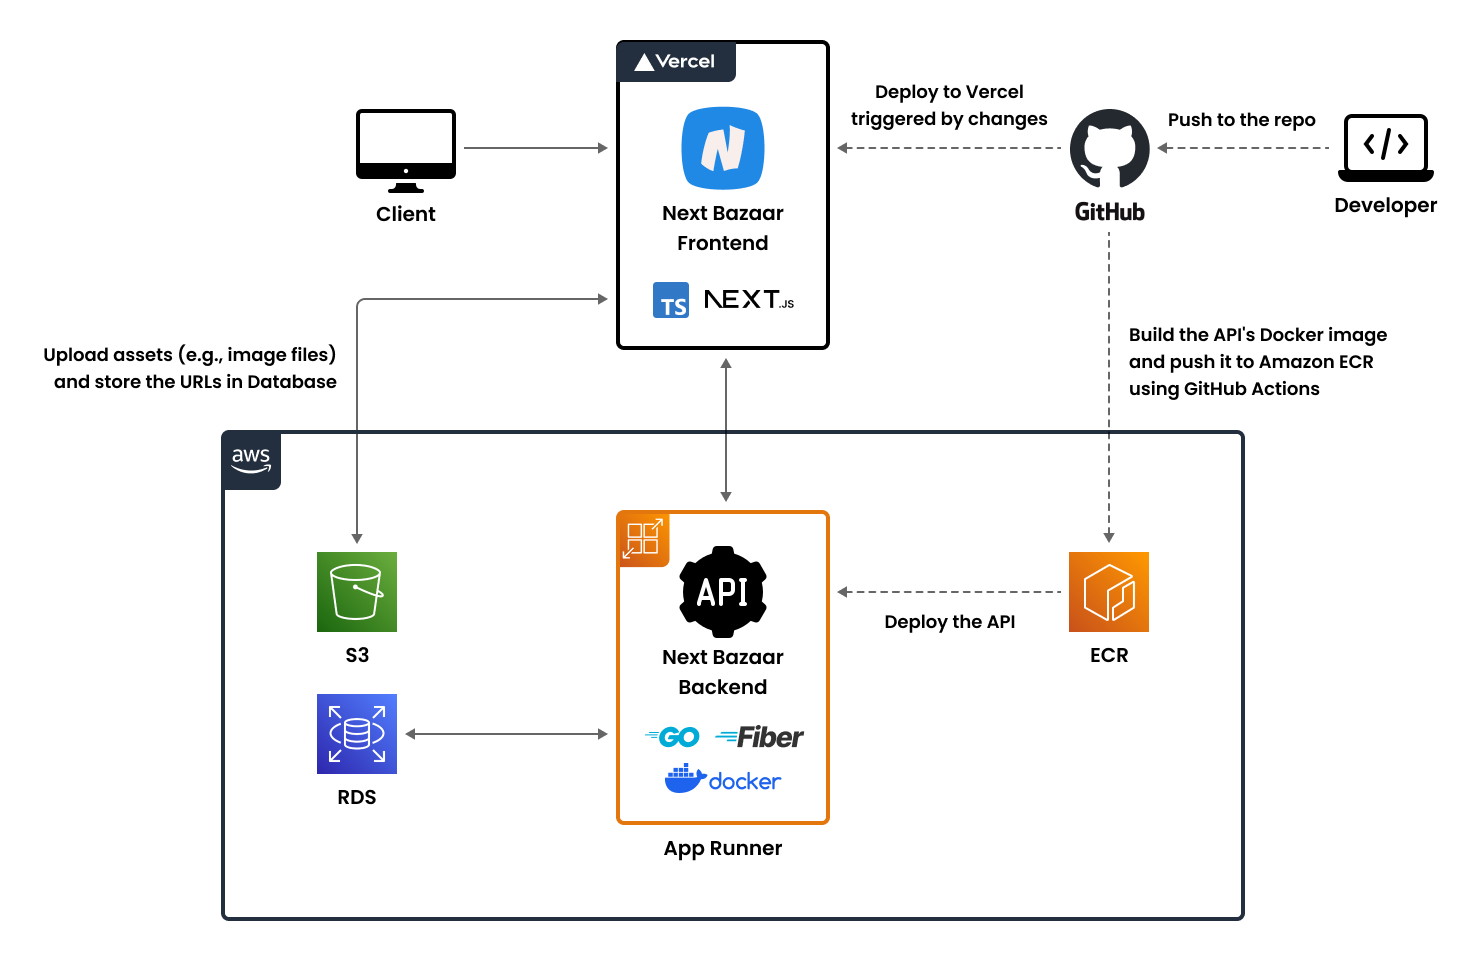 Vercel
Deploy to Vercel
triggered by changes
Push to the repo
Client
Next Bazaar
Frontend
GitHub
Developer
TS
NEXT.JS
Upload assets (e.g., image files)
and store the URLs in Database
Build the API's Docker image
and push it to Amazon ECR
using GitHub Actions
aws
API
Deploy the API
S3
Next Bazaar
Backend
ECR
GO
Fiber
docker
RDS
App Runner